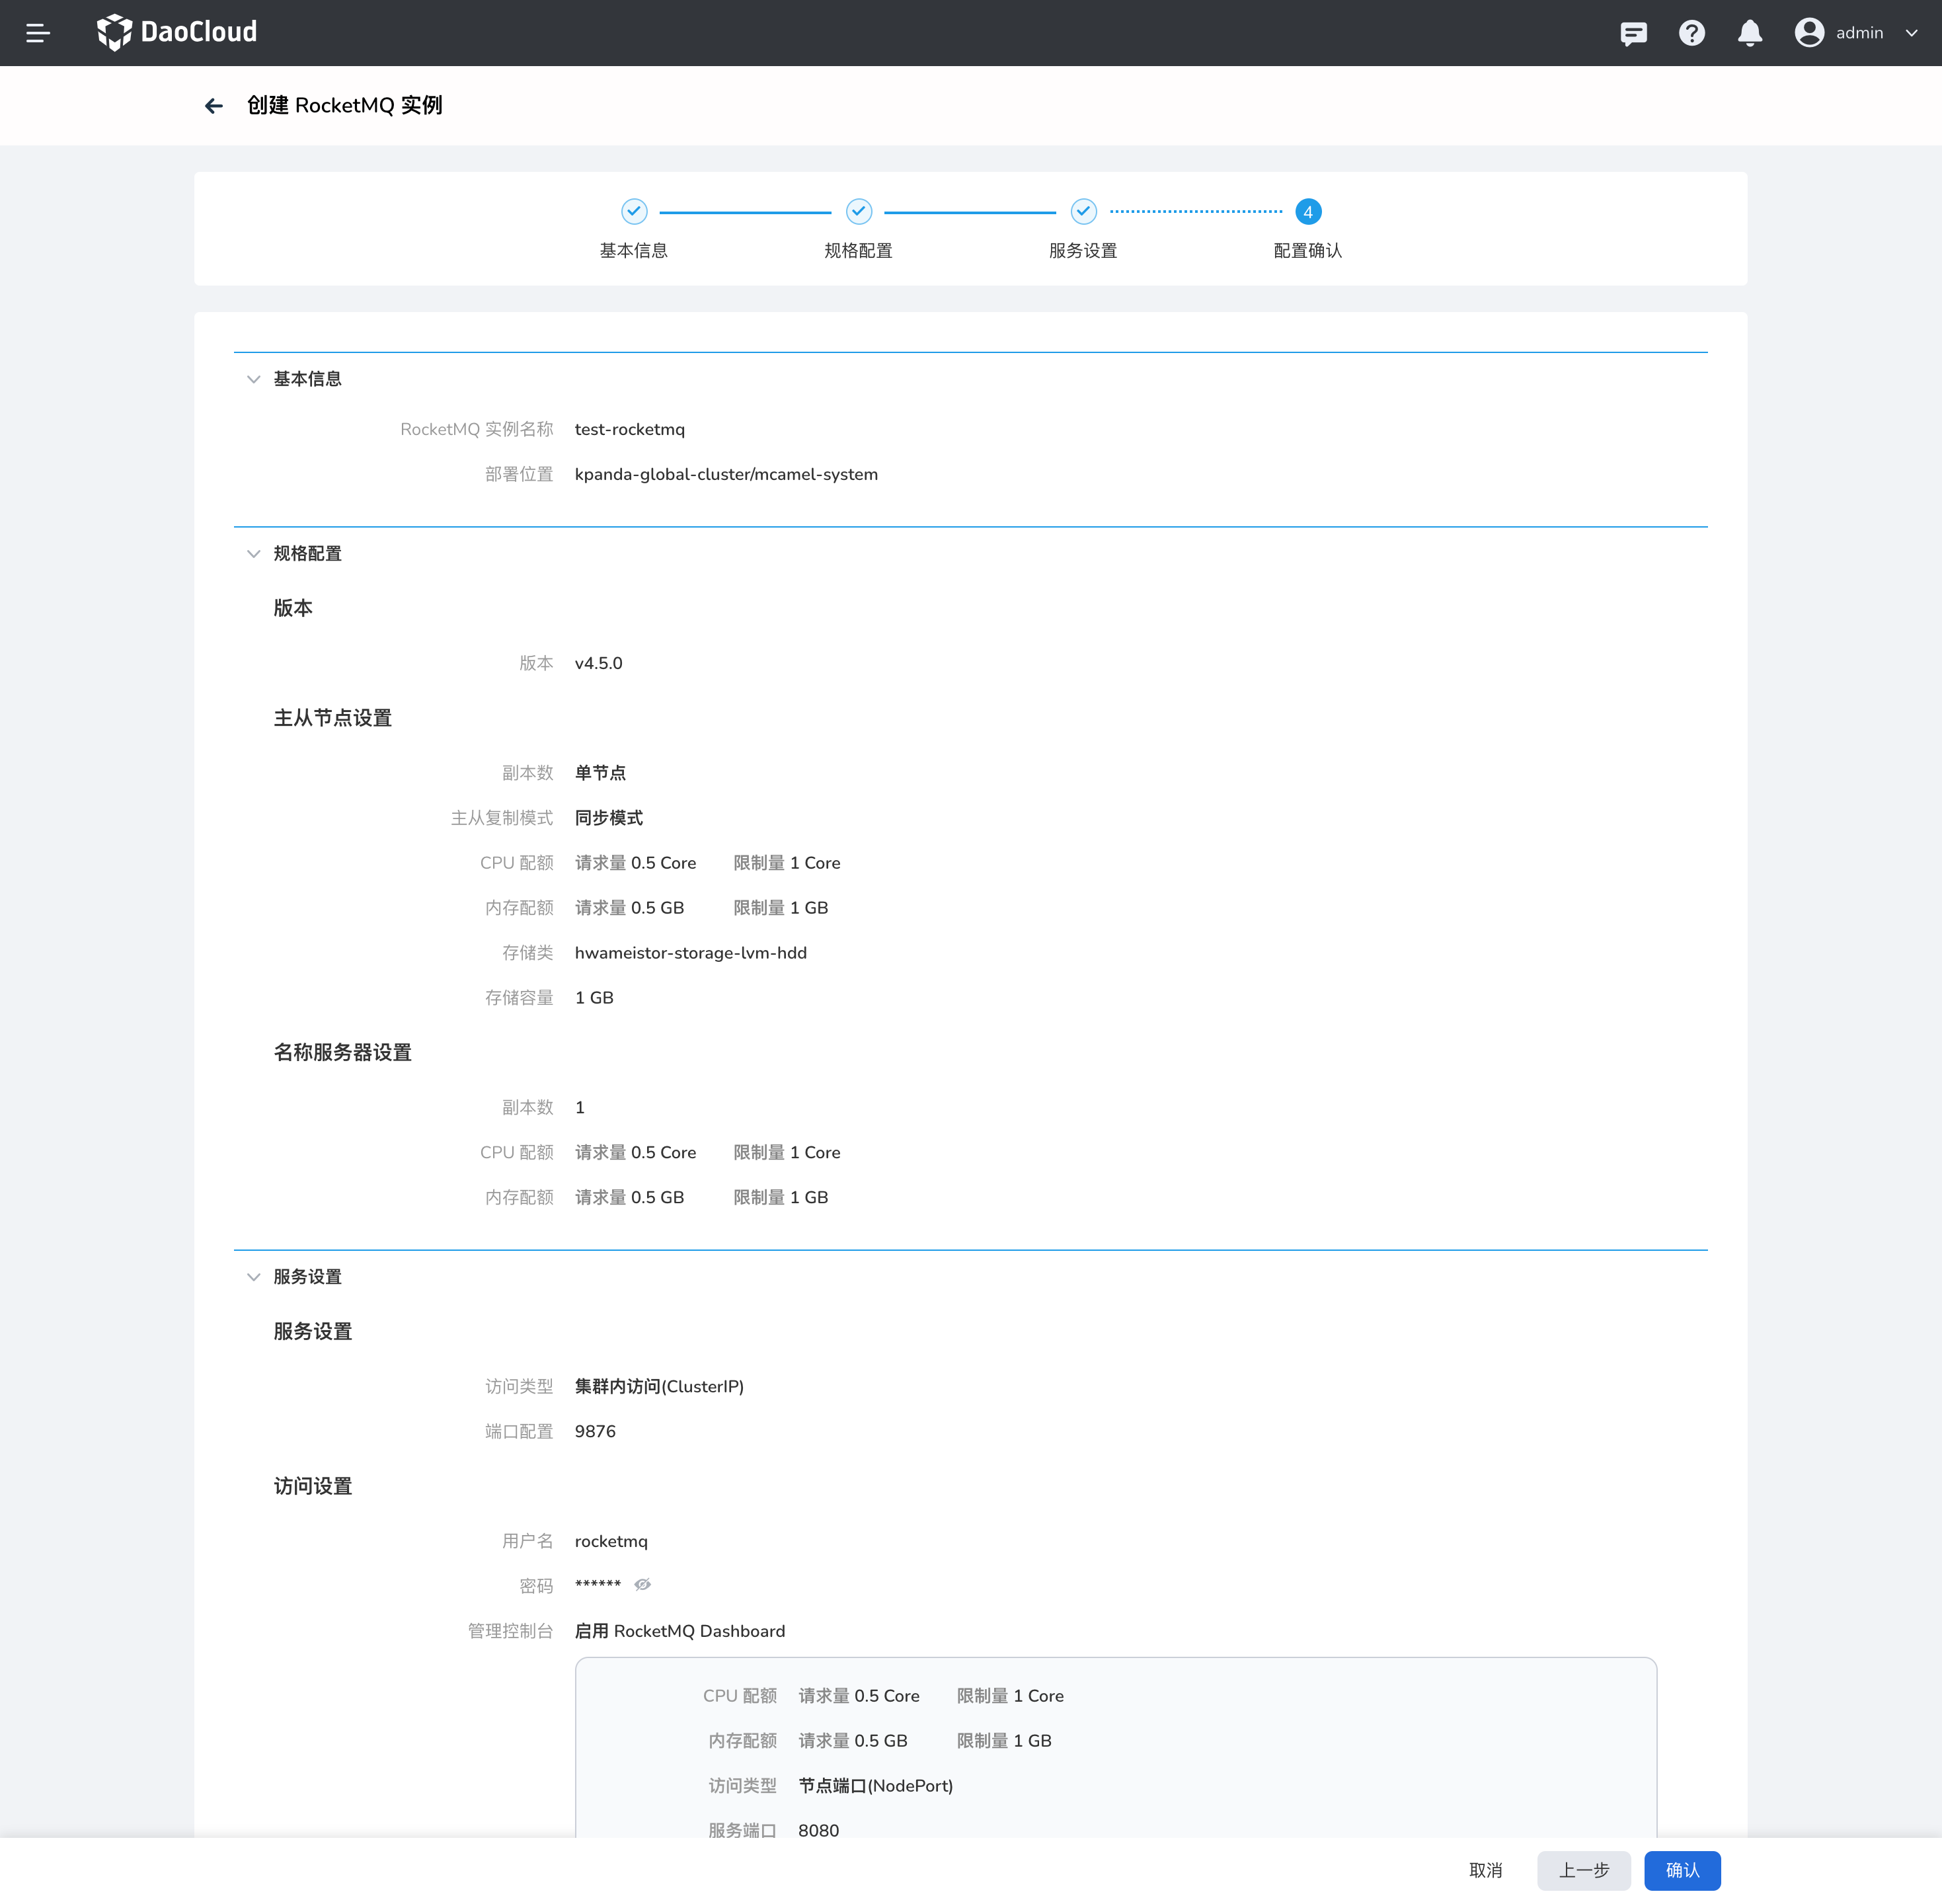 DaoCloud
admin
创建 RocketMQ 实例
4
基本信息 规格配置 服务设置 配置确认
基本信息
RocketMQ 实例名称 test-rocketmq
部署位置 kpanda-global-cluster/mcamel-system
规格配置
版本
版本 v4.5.0
主从节点设置
副本数 单节点
主从复制模式 同步模式
CPU 配额 请求量 0.5 Core 限制量 1 Core
内存配额 请求量 0.5 GB 限制量 1 GB
存储类 hwameistor-storage-lvm-hdd
存储容量 1 GB
名称服务器设置
副本数 1
CPU 配额 请求量 0.5 Core 限制量 1 Core
内存配额 请求量 0.5 GB 限制量 1 GB
服务设置
服务设置
访问类型 集群内访问(ClusterIP)
端口配置 9876
访问设置
用户名 rocketmq
密码 ******
管理控制台 启用 RocketMQ Dashboard
CPU 配额 请求量 0.5 Core 限制量 1 Core
内存配额 请求量 0.5 GB 限制量 1 GB
访问类型 节点端口(NodePort)
服务端口 8080
取消 上一步 确认